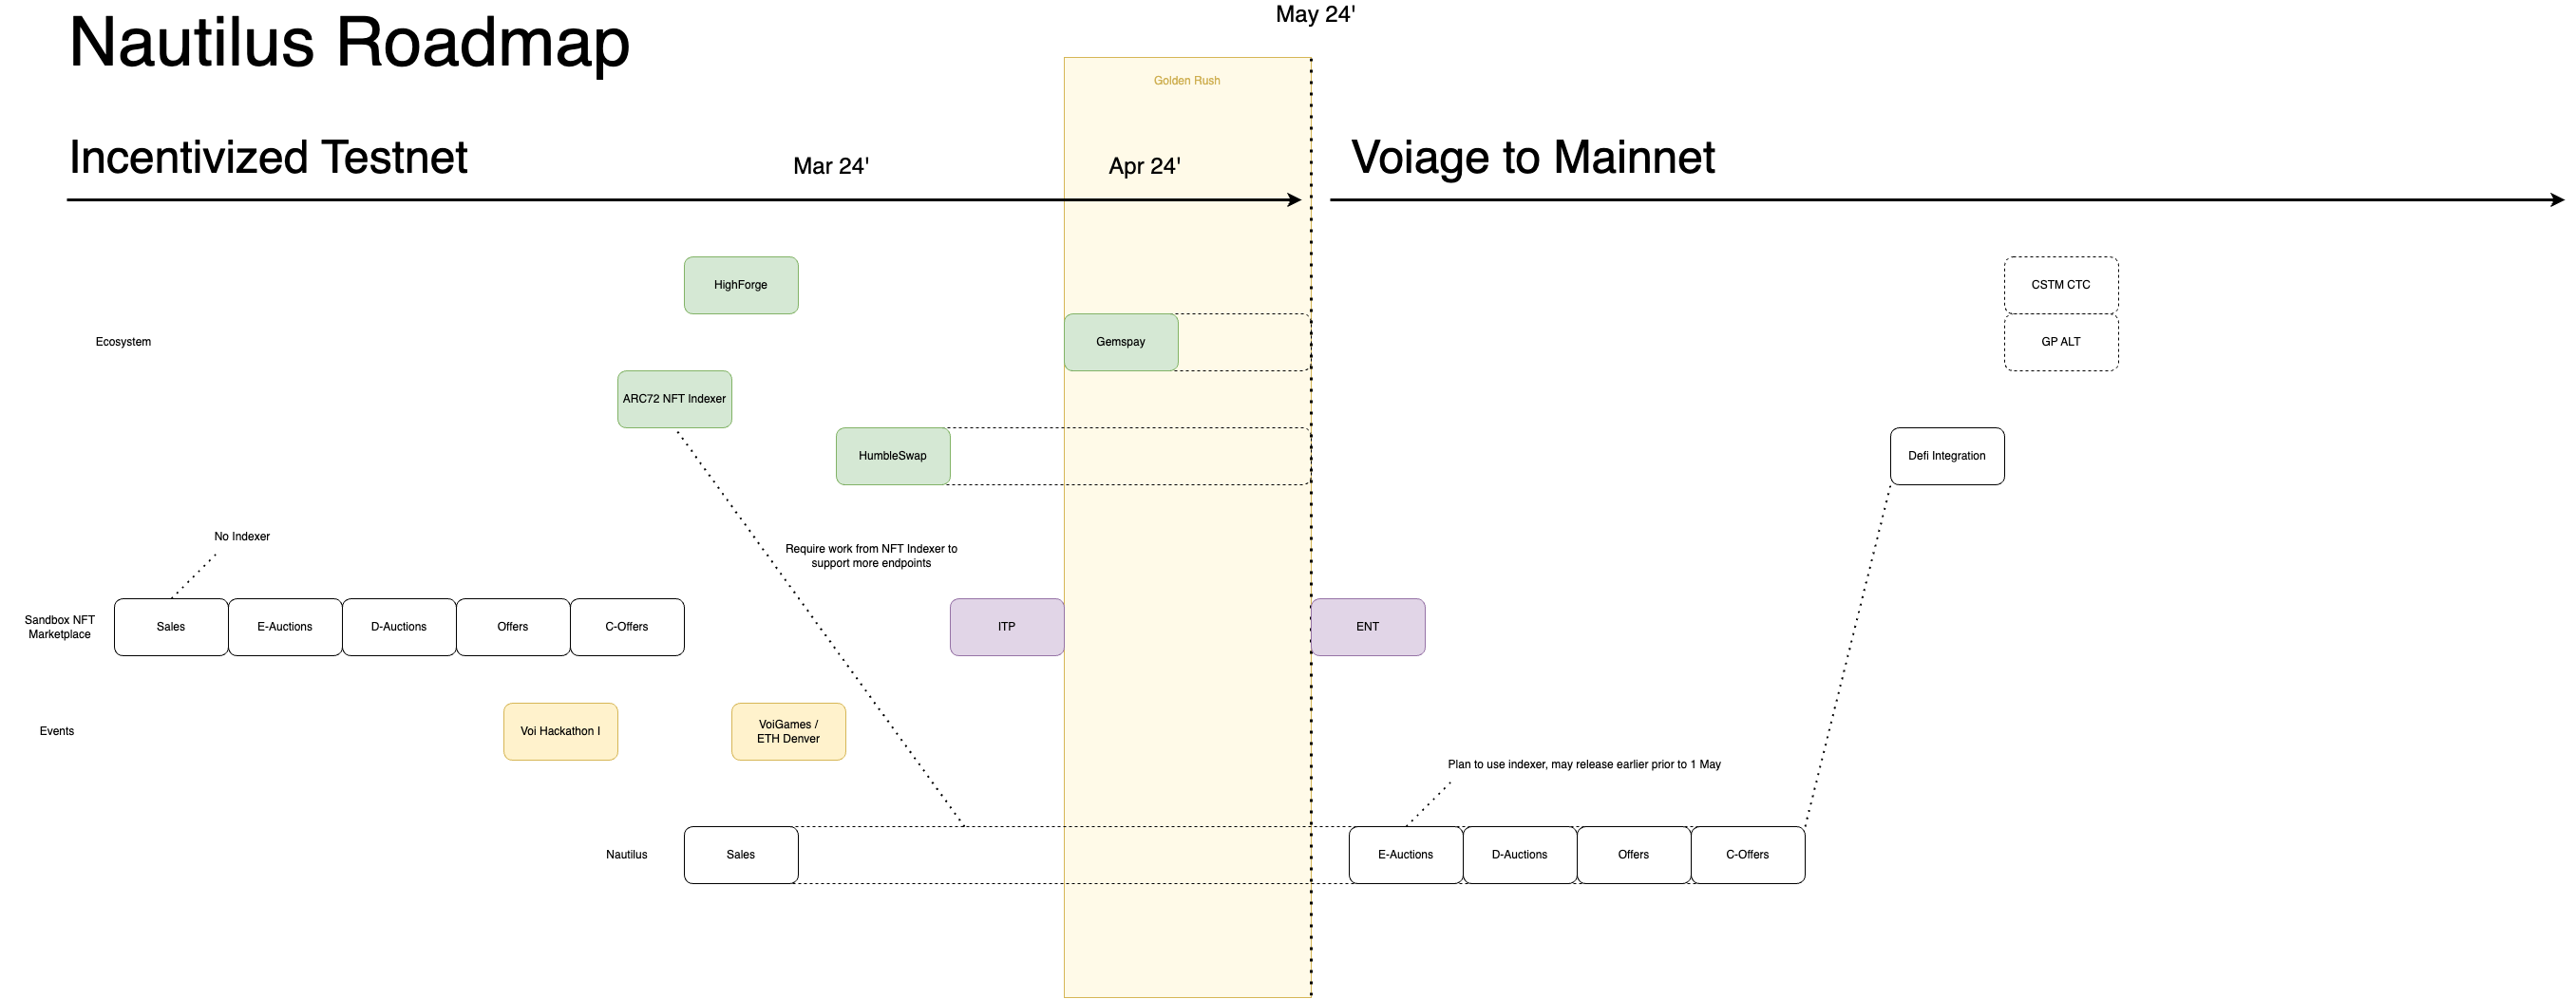 May 24'
Nautilus Roadmap
Golden Rush
Incentivized Testnet
Mar 24'
Apr 24'
Voiage to Mainnet
HighForge
CSTM CTC
Ecosystem
Gemspay
GP ALT
ARC72 NFT Indexer
HumbleSwap
Defi Integration
No Indexer
Require work from NFT Indexer to
support more endpoints
Sandbox NFT
Marketplace
Sales
E-Auctions
D-Auctions
Offers
C-Offers
ITP
ENT
Events
Voi Hackathon I
VoiGames /
ETH Denver
Plan to use indexer, may release earlier prior to 1 May
Nautilus
Sales
E-Auctions
D-Auctions
Offers
C-Offers